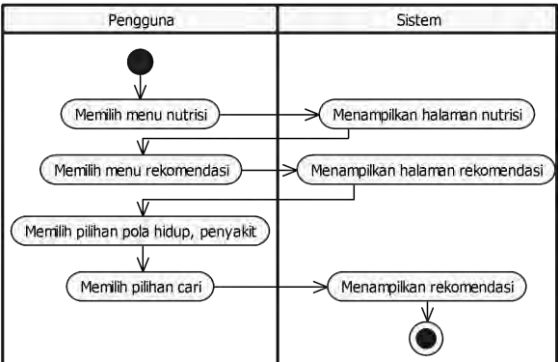 Pengguna
Sistem
Memilih menu nutrisi
Menampilkan halaman nutrisi
Memilih menu rekomendasi
Menampilkan halaman rekomendasi
Memilih pilihan pola hidup, penyakit
Memilih pilihan cari
Menampilkan rekomendasi